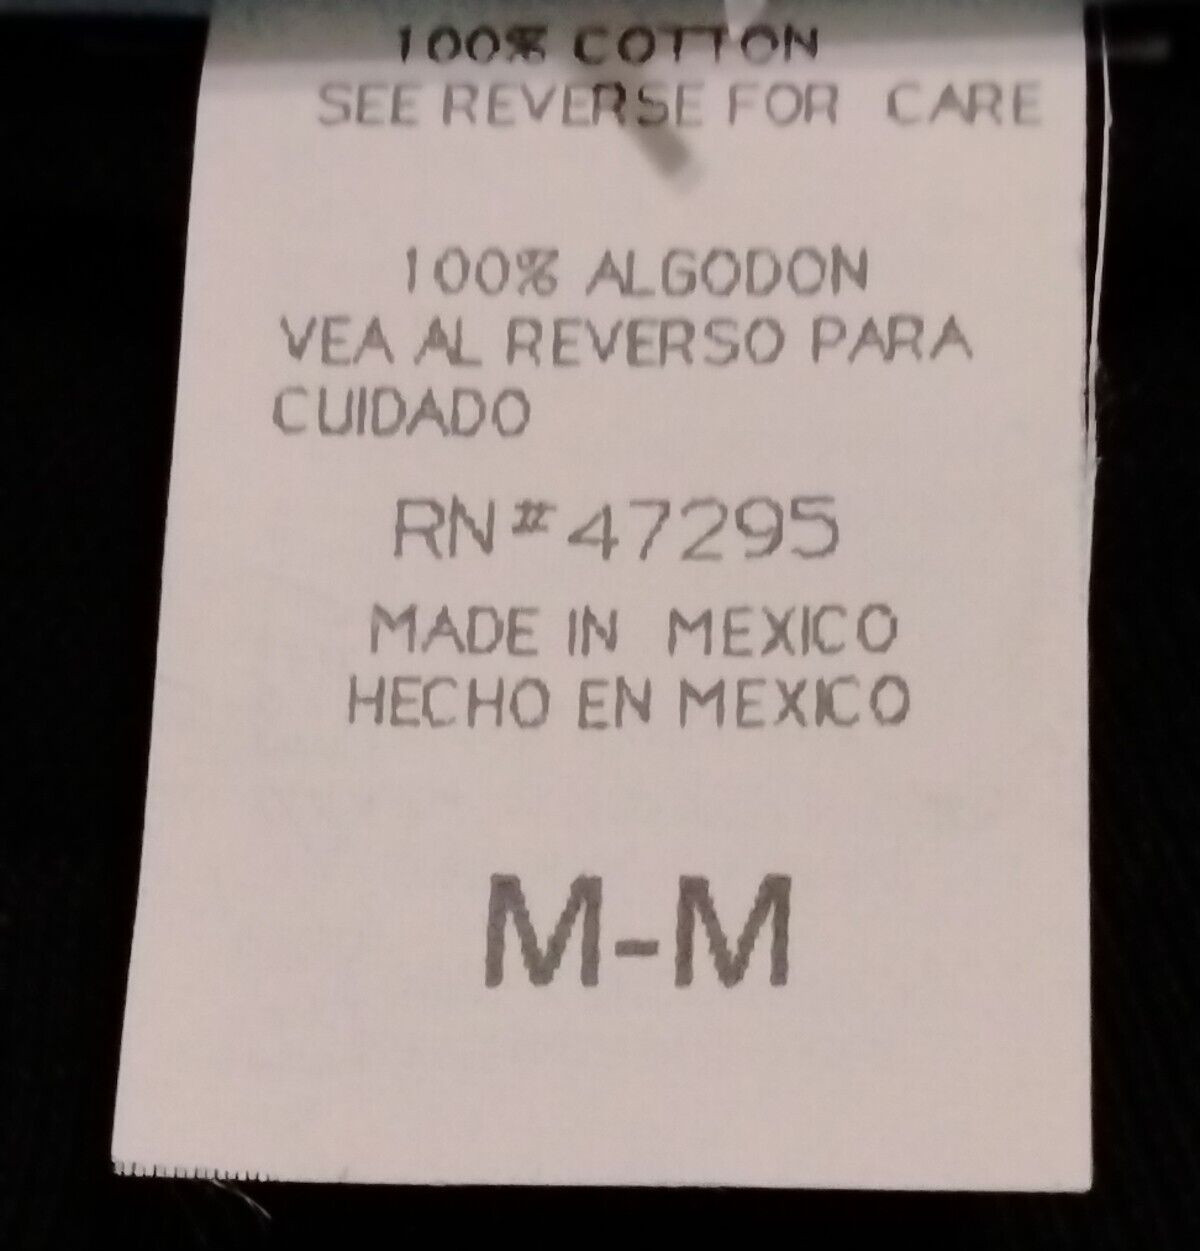 100% COTTON
SEE REVERSE FOR CARE
100% ALGODON
VEA AL REVERSO PARA
CUIDADO
RN#47295
MADE IN MEXICO
HECHO EN MEXICO
M-M